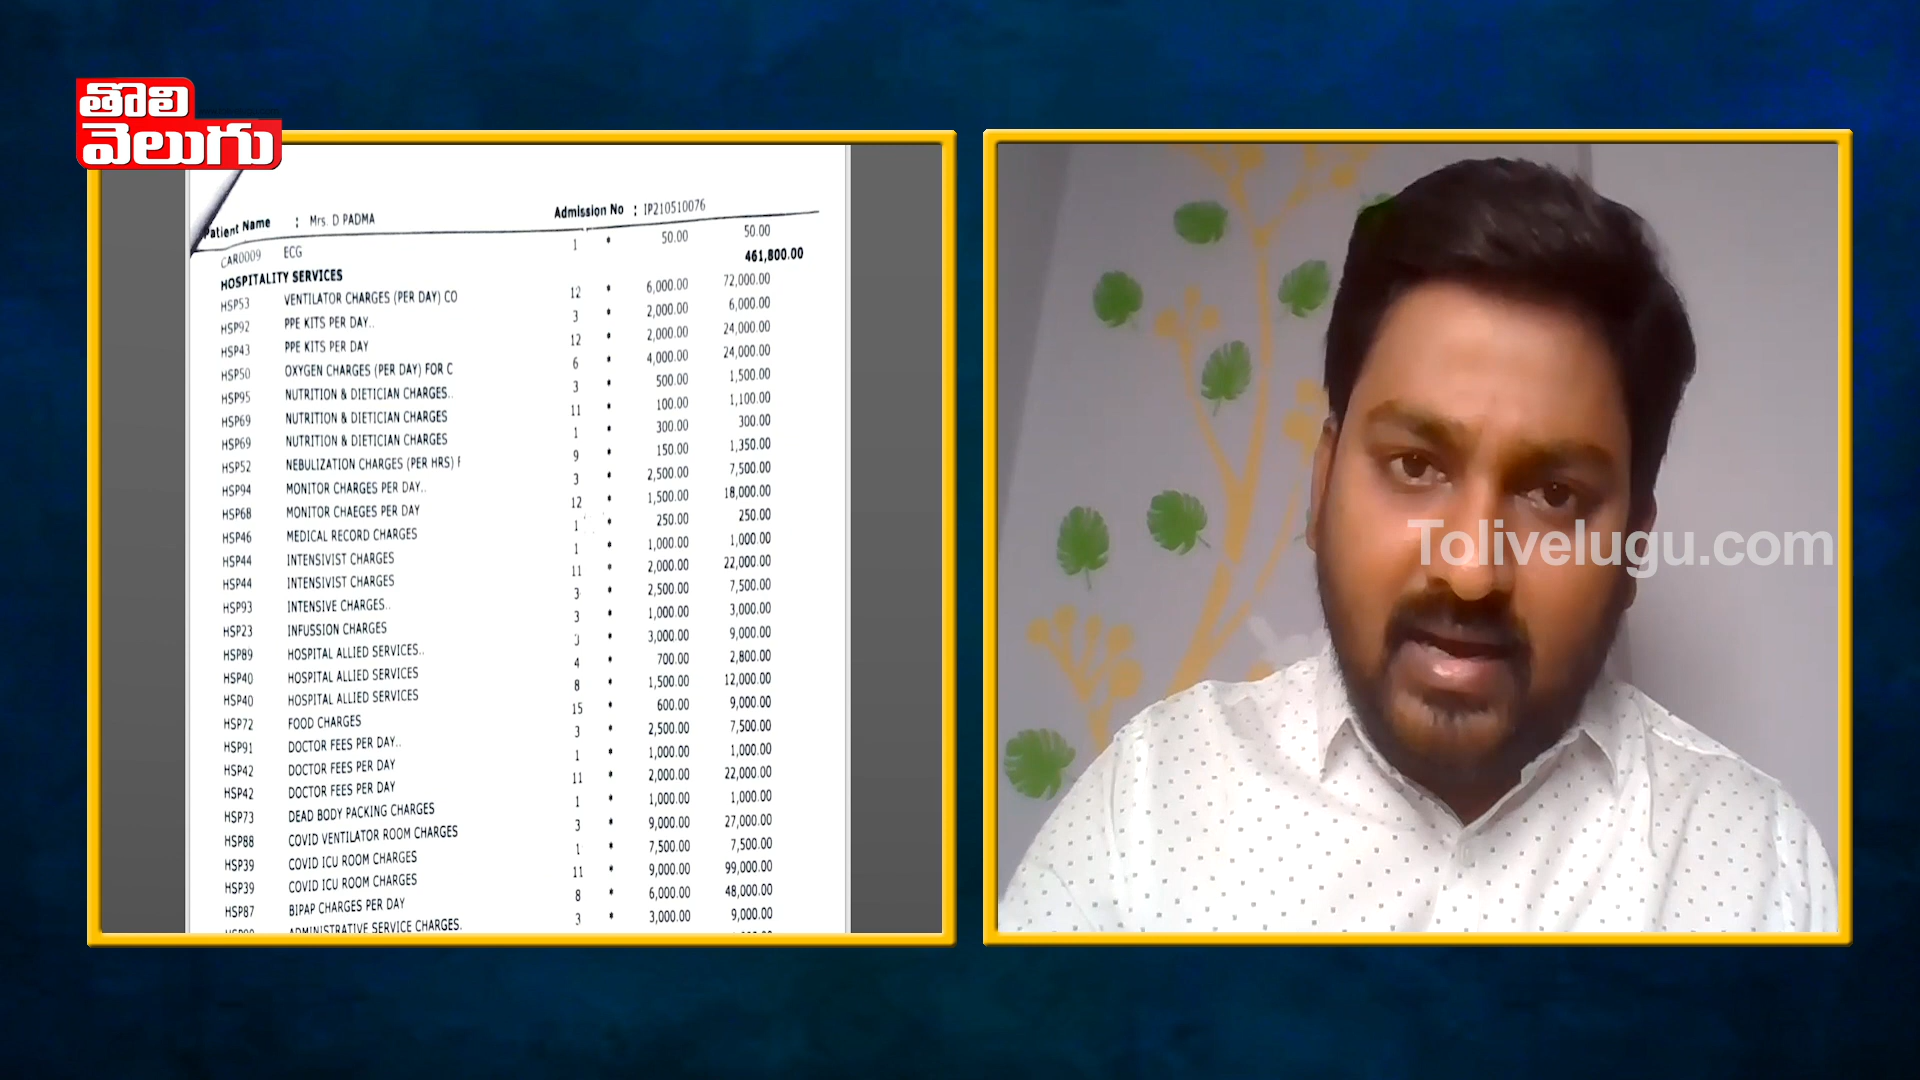 తొలి
వెలుగు
Patient Name : Mrs. D PADMA Admission No : IP210510076
CAR0009 ECG 1 • 50.00 50.00
HOSPITALITY SERVICES 461,800.00
HSP53 VENTILATOR CHARGES (PER DAY) CO 12 • 6,000.00 72,000.00
HSP92 PPE KITS PER DAY.. 3 • 2,000.00 6,000.00
HSP43 PPE KITS PER DAY 12 • 2,000.00 24,000.00
HSP50 OXYGEN CHARGES (PER DAY) FOR C 6 • 4,000.00 24,000.00
HSP95 NUTRITION & DIETICIAN CHARGES.. 3 • 500.00 1,500.00
HSP69 NUTRITION & DIETICIAN CHARGES 11 • 100.00 1,100.00
HSP69 NUTRITION & DIETICIAN CHARGES 1 • 300.00 300.00
HSP52 NEBULIZATION CHARGES (PER HRS) F 9 • 150.00 1,350.00
HSP94 MONITOR CHARGES PER DAY.. 3 • 2,500.00 7,500.00
HSP68 MONITOR CHAEGES PER DAY 12 • 1,500.00 18,000.00
HSP46 MEDICAL RECORD CHARGES 1 • 250.00 250.00
HSP44 INTENSIVIST CHARGES 1 • 1,000.00 1,000.00
HSP44 INTENSIVIST CHARGES 11 • 2,000.00 22,000.00
HSP93 INTENSIVE CHARGES.. 3 • 2,500.00 7,500.00
HSP23 INFUSSION CHARGES 3 • 1,000.00 3,000.00
HSP89 HOSPITAL ALLIED SERVICES.. 3 • 3,000.00 9,000.00
HSP40 HOSPITAL ALLIED SERVICES 4 • 700.00 2,800.00
HSP40 HOSPITAL ALLIED SERVICES 8 • 1,500.00 12,000.00
HSP72 FOOD CHARGES 15 • 600.00 9,000.00
HSP91 DOCTOR FEES PER DAY.. 3 • 2,500.00 7,500.00
HSP42 DOCTOR FEES PER DAY 1 • 1,000.00 1,000.00
HSP42 DOCTOR FEES PER DAY 11 • 2,000.00 22,000.00
HSP73 DEAD BODY PACKING CHARGES 1 • 1,000.00 1,000.00
HSP88 COVID VENTILATOR ROOM CHARGES 3 • 9,000.00 27,000.00
HSP39 COVID ICU ROOM CHARGES 1 • 7,500.00 7,500.00
HSP39 COVID ICU ROOM CHARGES 11 • 9,000.00 99,000.00
HSP87 BIPAP CHARGES PER DAY 8 • 6,000.00 48,000.00
ADMINISTRATIVE SERVICE CHARGES. 3 • 3,000.00 9,000.00
Tolivelugu.com